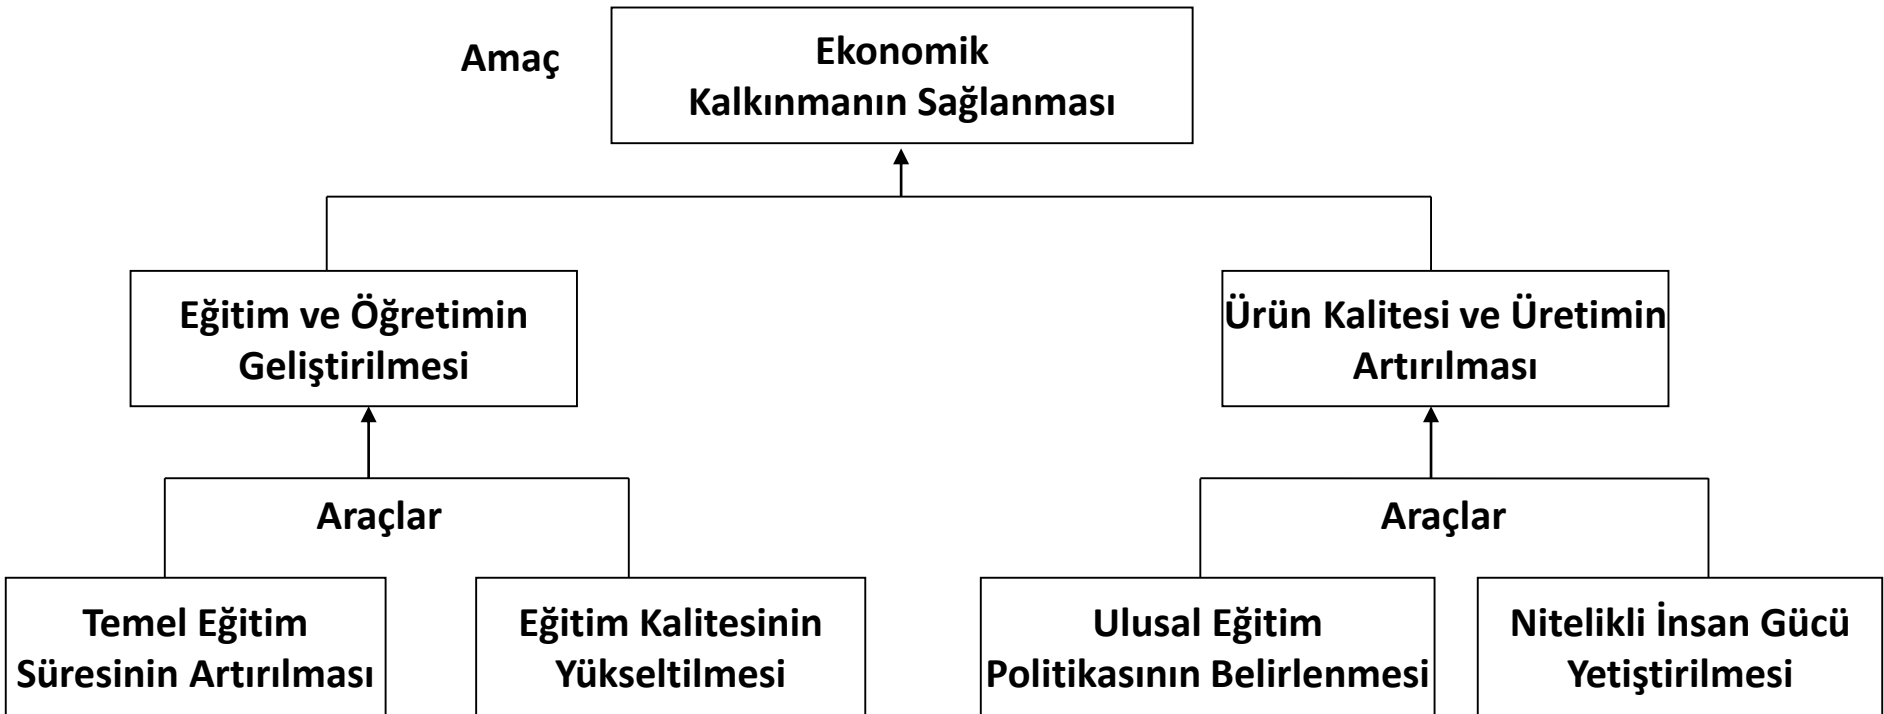 Amaç
Ekonomik
Kalkınmanın Sağlanması
Eğitim ve Öğretimin
Geliştirilmesi
Ürün Kalitesi ve Üretimin
Artırılması
Araçlar
Araçlar
Temel Eğitim
Süresinin Artırılması
Eğitim Kalitesinin
Yükseltilmesi
Ulusal Eğitim
Politikasının Belirlenmesi
Nitelikli İnsan Gücü
Yetiştirilmesi